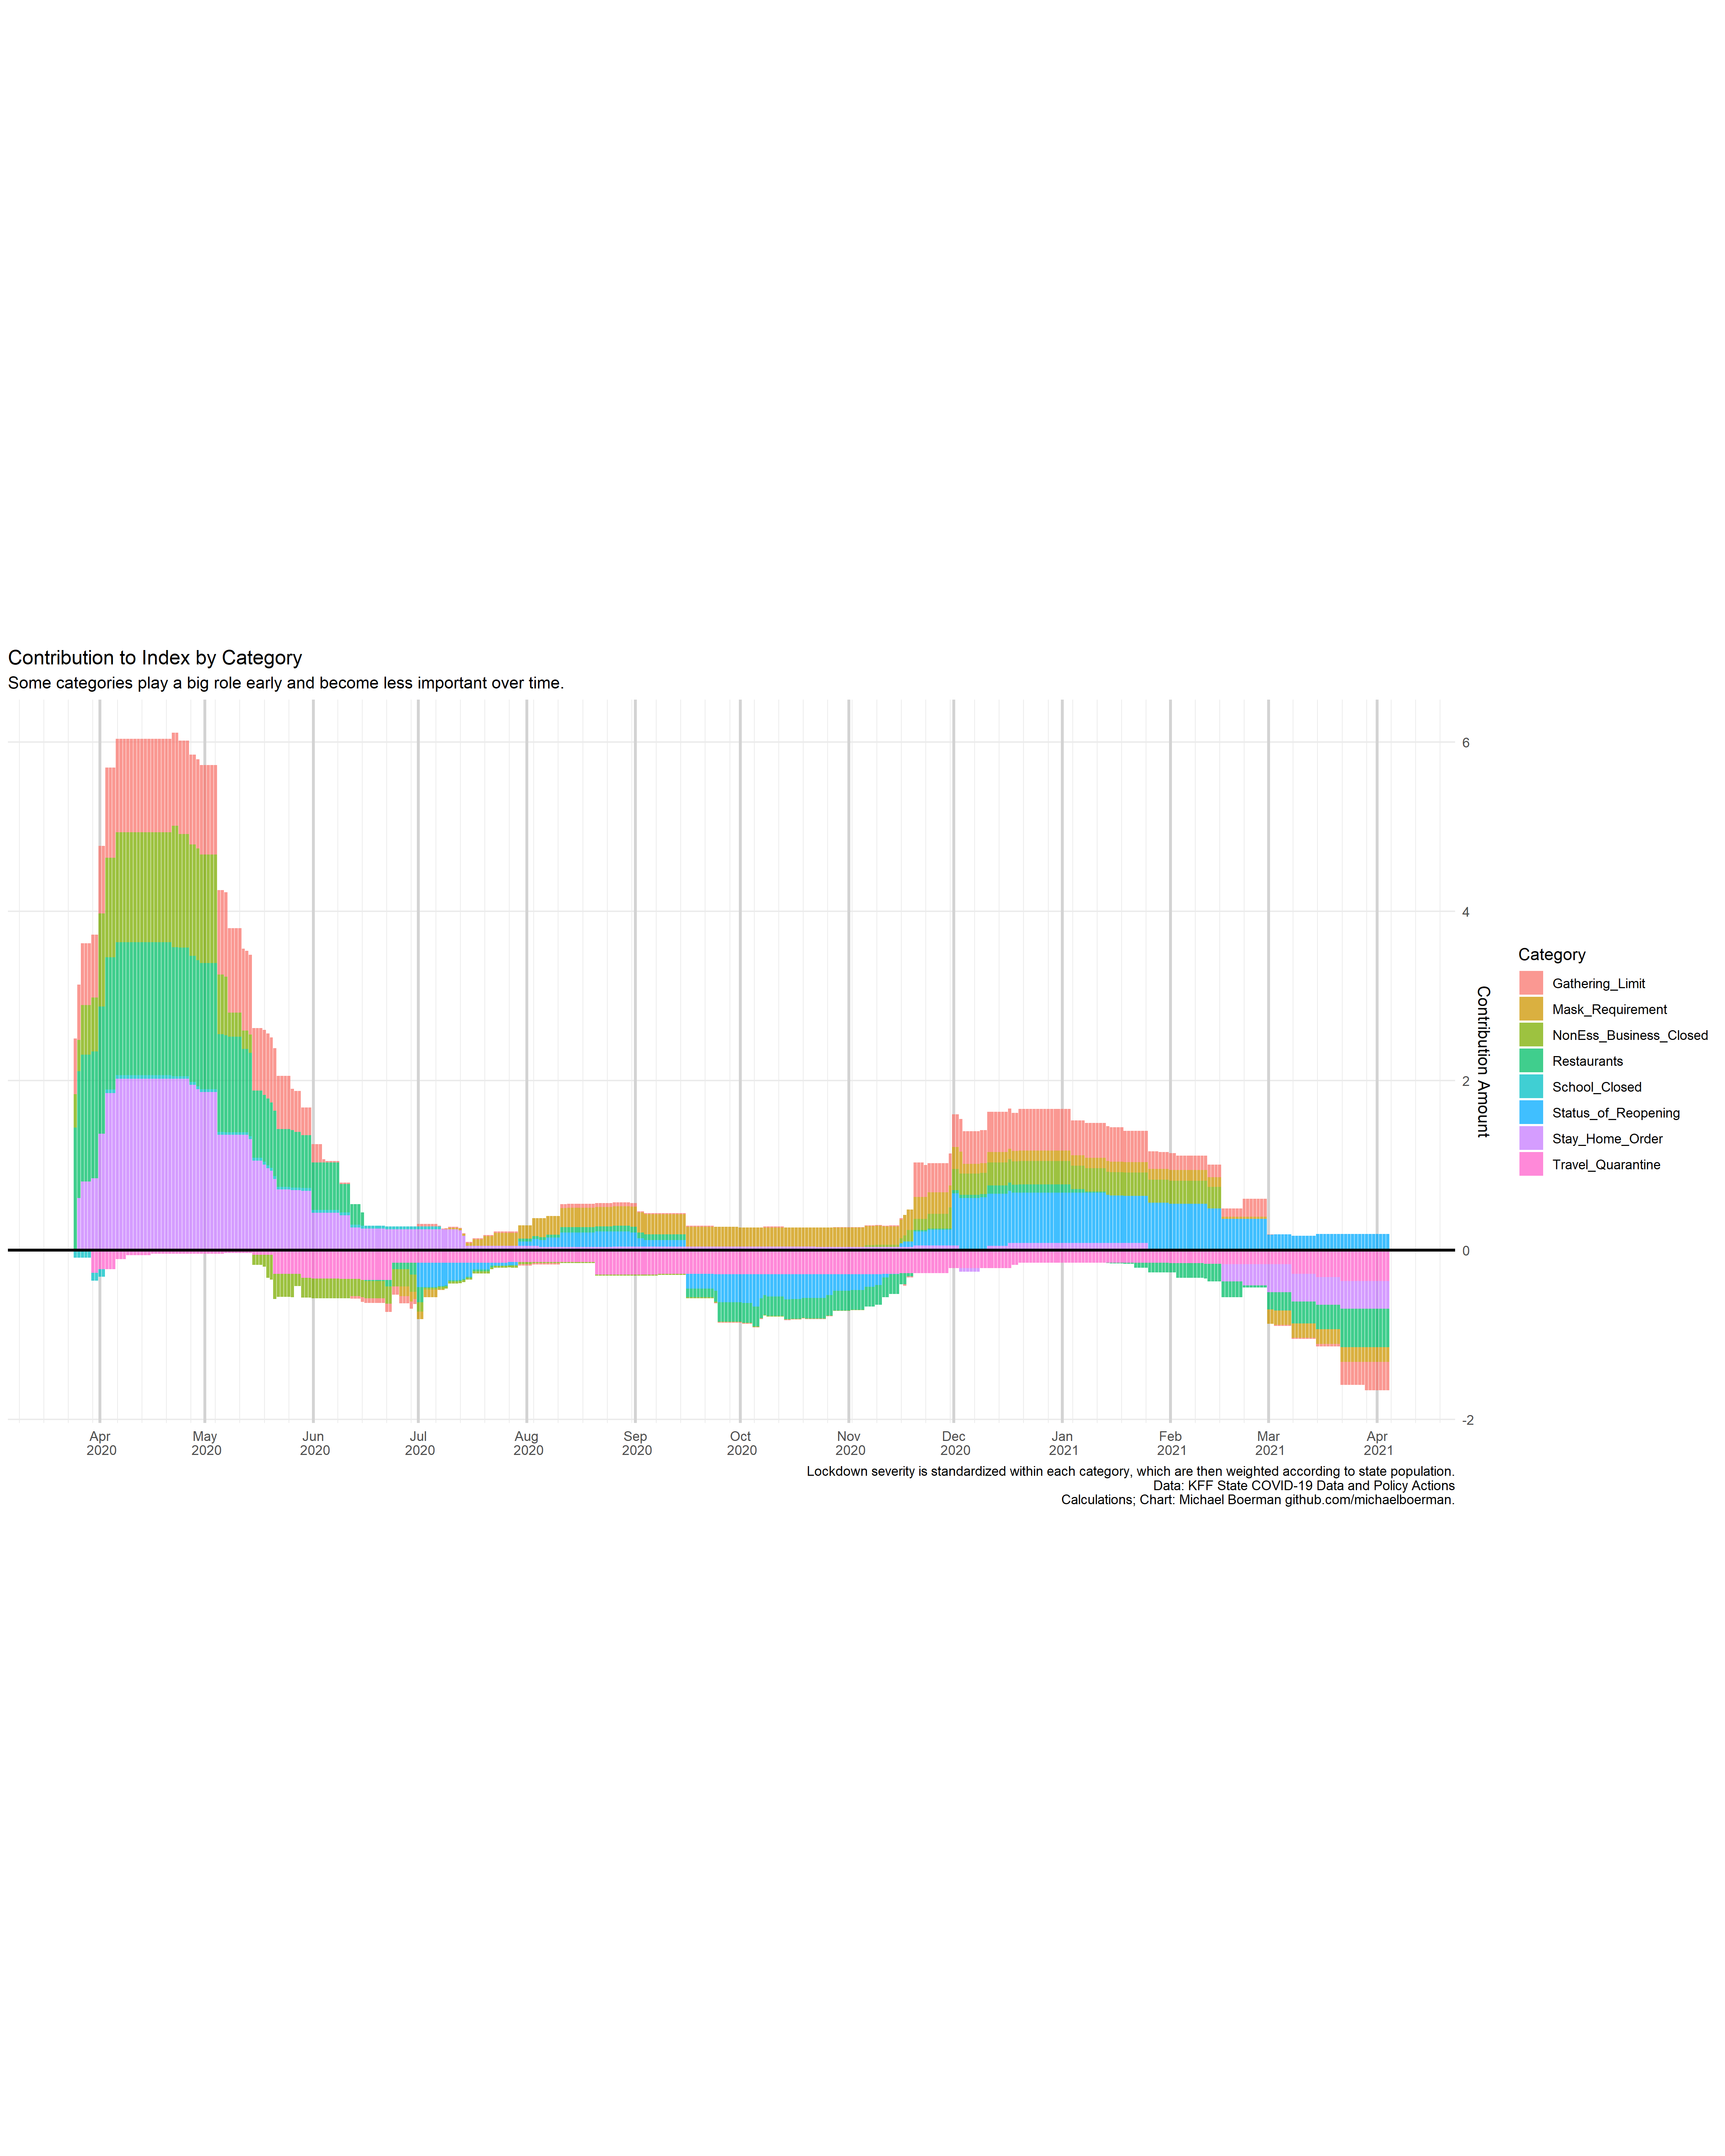 Contribution to Index by Category
Some categories play a big role early and become less important over time.
6
4
2
0
-2
Contribution Amount
Apr
2020
May
2020
Jun
2020
Jul
2020
Aug
2020
Sep
2020
Oct
2020
Nov
2020
Dec
2020
Jan
2021
Feb
2021
Mar
2021
Apr
2021
Category
Gathering_Limit
Mask_Requirement
NonEss_Business_Closed
Restaurants
School_Closed
Status_of_Reopening
Stay_Home_Order
Travel_Quarantine
Lockdown severity is standardized within each category, which are then weighted according to state population.
Data: KFF State COVID-19 Data and Policy Actions
Calculations; Chart: Michael Boerman github.com/michaelboerman.